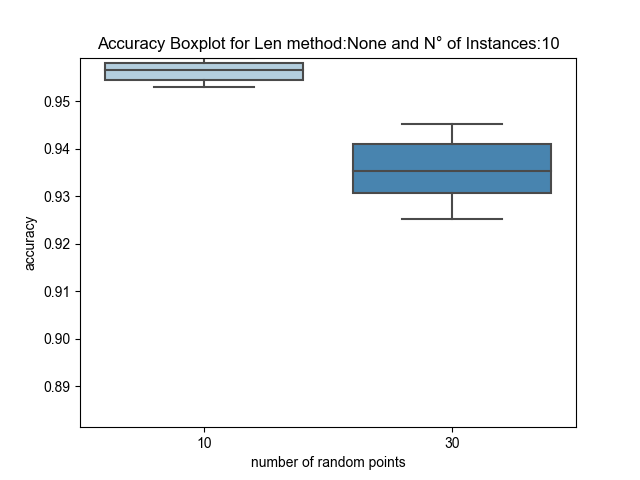 Accuracy Boxplot for Len method:None and N° of Instances:10
0.95
0.94
0.93
0.92
0.91
0.90
0.89
accuracy
10 30
number of random points